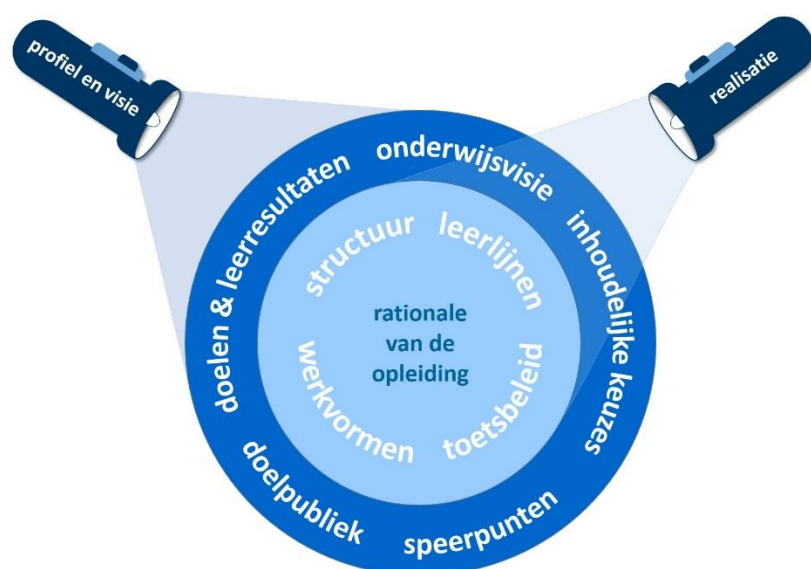 profiel en visie
realisatie
doelen & leerresultaten
onderwijsvisie
inhoudelijke keuzes
speerpunten
doelpubliek
structuur
leerlijnen
toetsbeleid
werkvormen
rationale
van de
opleiding